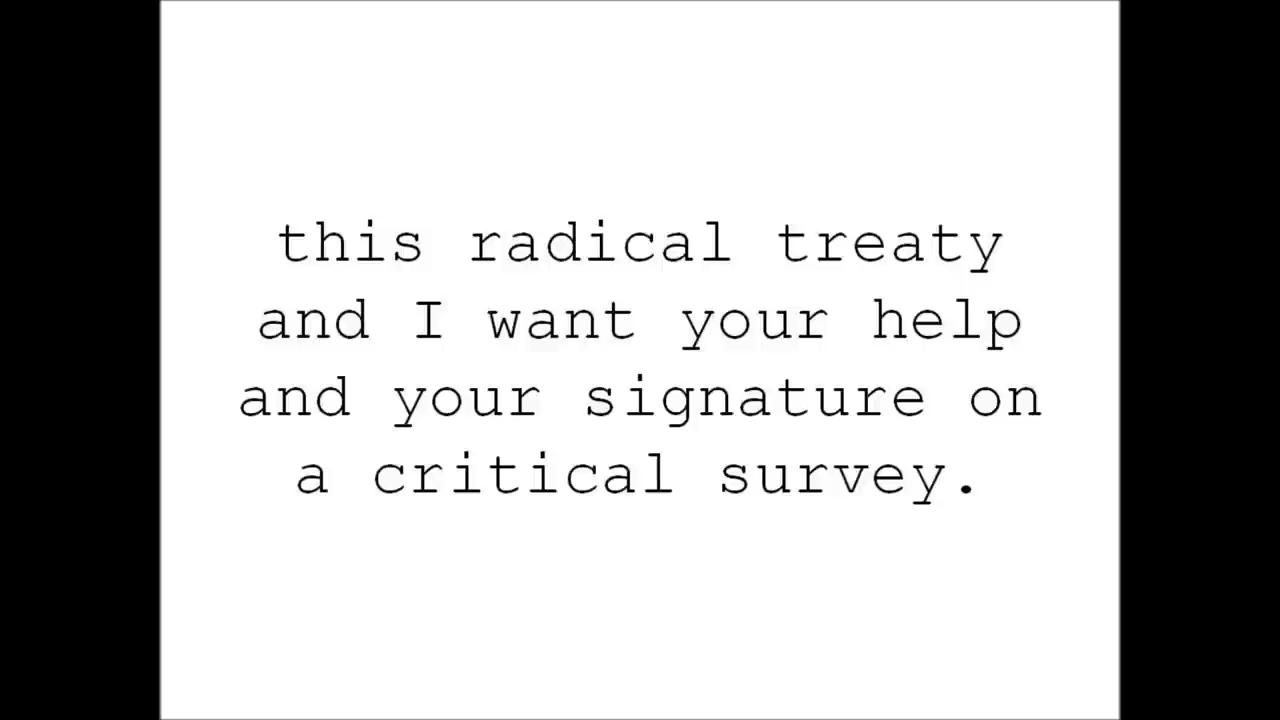 this radical treaty
and I want your help
and your signature on
a critical survey.